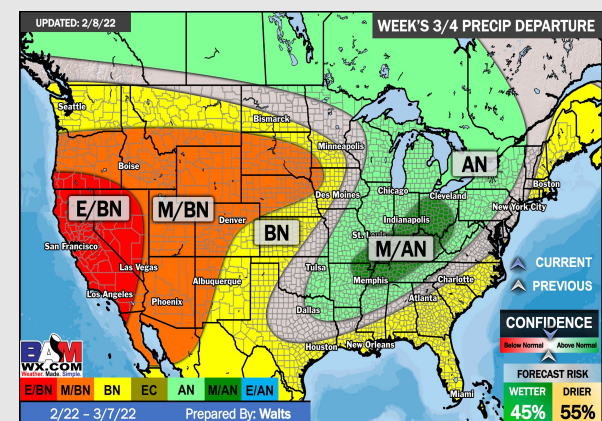 UPDATED: 2/8/22
WEEK'S 3/4 PRECIP DEPARTURE
Seattle
Bismarck
Minneapolis
Boise
AN
Boston
Des Moines
Chicago
Cleveland
New York City
E/BN
M/BN
Denver
Indianapolis
BN
St. Louis
San Francisco
M/AN
Las Vegas
Tulsa
CURRENT
Albuquerque
Memphis
Charlotte
PREVIOUS
Los Angeles
Phoenix
Atlanta
Dallas
CONFIDENCE
Below Normal
Above Normal
Houston
New Orleans
BAM
WX.COM
Weather. Made. Simple.
FORECAST RISK
E/BN M/BN BN EC AN M/AN E/AN
WETTER DRIER
Miami
45% 55%
2/22 – 3/7/22
Prepared By: Walts